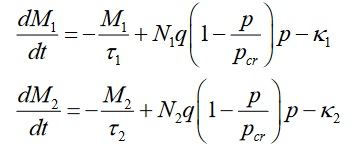 dM₁/dt = −M₁/τ₁ + N₁q(1 − p/p_cr)p − κ₁
dM₂/dt = −M₂/τ₂ + N₂q(1 − p/p_cr)p − κ₂